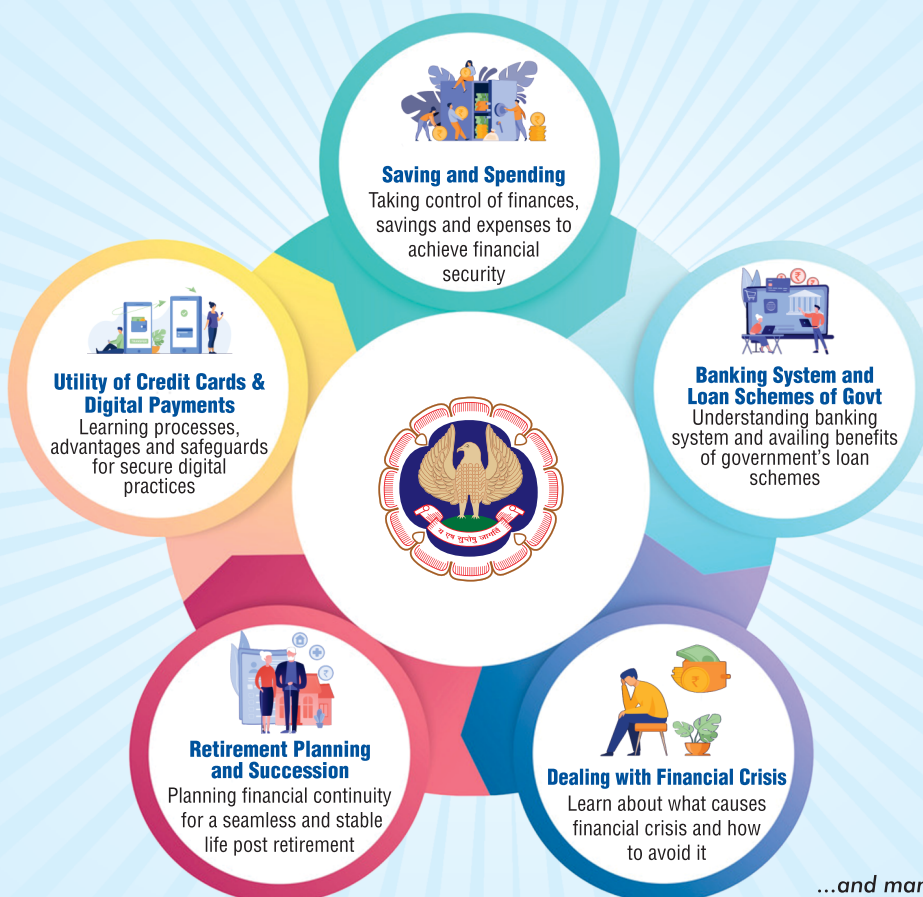 Saving and Spending
Taking control of finances,
savings and expenses to
achieve financial
security
Utility of Credit Cards &
Digital Payments
Learning processes,
advantages and safeguards
for secure digital
practices
Banking System and
Loan Schemes of Govt
Understanding banking
system and availing benefits
of government's loan
schemes
य एष सुप्तेषु जागर्ति
Retirement Planning
and Succession
Planning financial continuity
for a seamless and stable
life post retirement
Dealing with Financial Crisis
Learn about what causes
financial crisis and how
to avoid it
...and mar